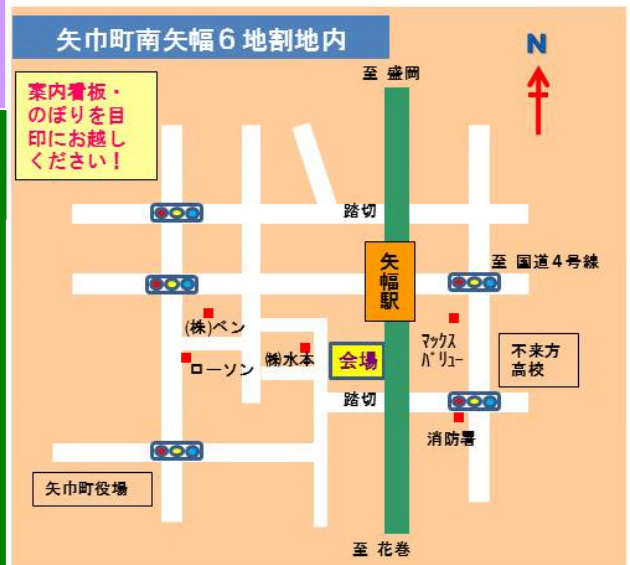 矢巾町南矢幅６地割地内
N
至 盛岡
案内看板・
のぼりを目
印にお越し
ください！
踏切
矢幅駅
至 国道４号線
(株)ベン
マックス
バリュー
ローソン
㈱水本
会場
不来方
高校
踏切
消防署
矢巾町役場
至 花巻